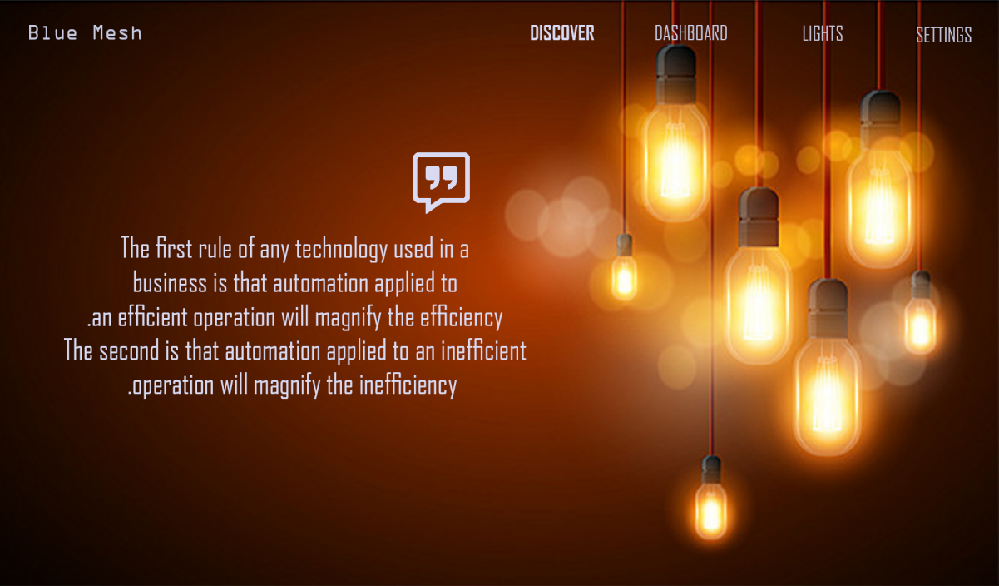 Blue Mesh
DISCOVER
DASHBOARD
LIGHTS
SETTINGS
The first rule of any technology used in a
business is that automation applied to
.an efficient operation will magnify the efficiency
The second is that automation applied to an inefficient
.operation will magnify the inefficiency